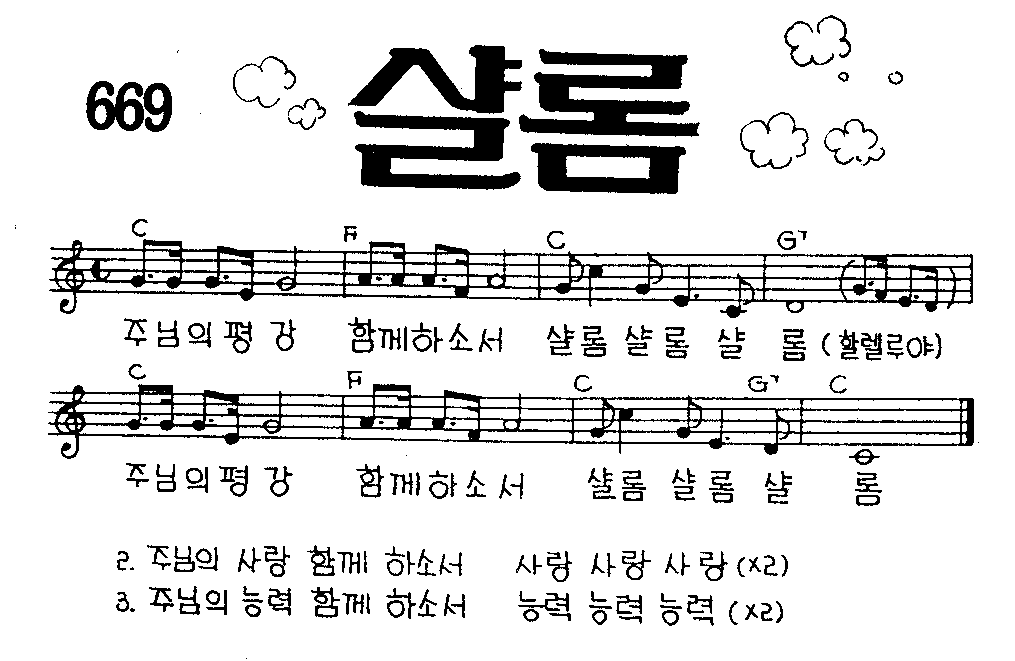 669
샬롬
C F C G7
주님의평 강 함께하소서 샬롬 샬롬 샬 롬 (할렐루야)
C F C G7 C
주님의평 강 함께하소서 샬롬 샬롬 샬 롬
2. 주님의 사랑 함께 하소서 사랑 사랑 사랑 (x2)
3. 주님의 능력 함께 하소서 능력 능력 능력 (x2)